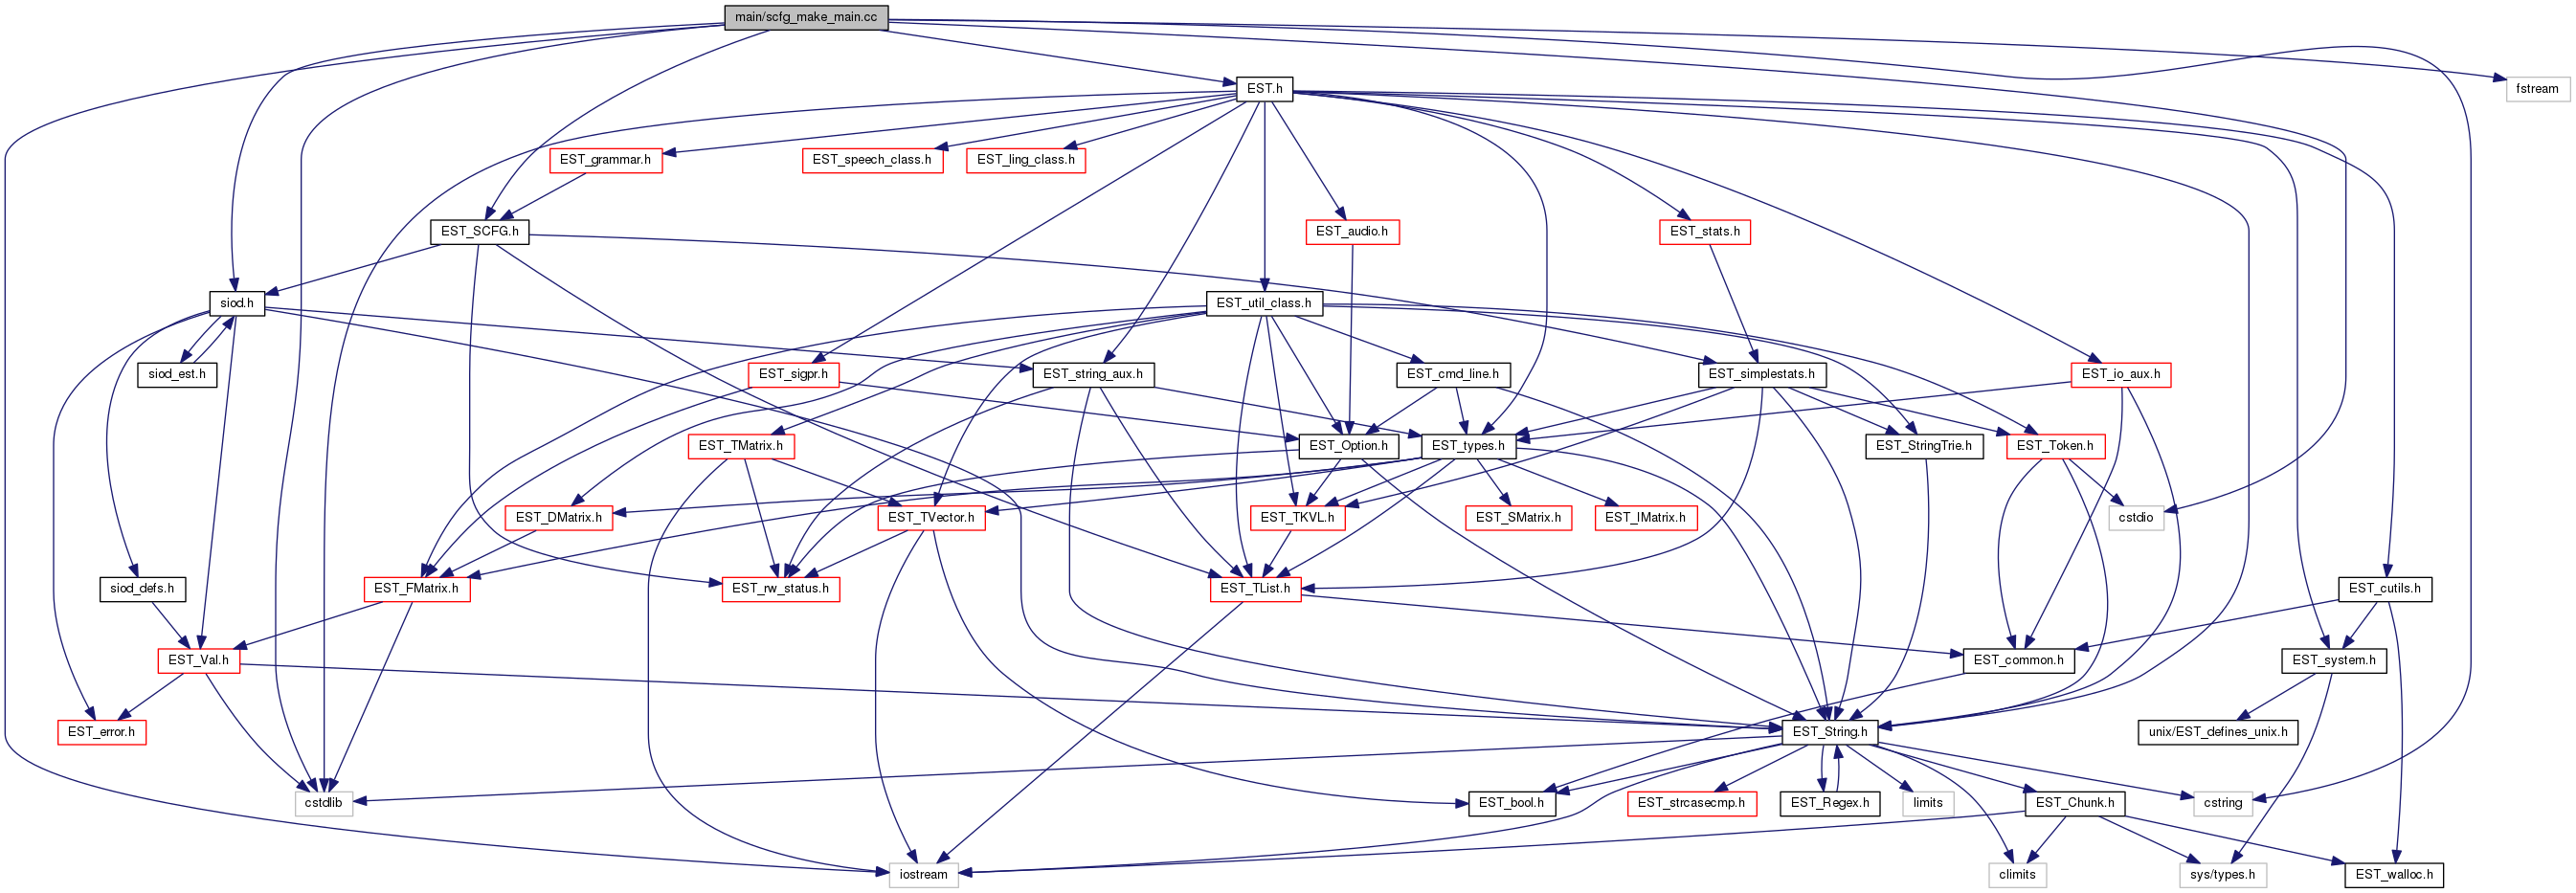 main/scfg_make_main.cc
EST.h
fstream
EST_grammar.h
EST_speech_class.h
EST_ling_class.h
EST_SCFG.h
EST_audio.h
EST_stats.h
siod.h
EST_util_class.h
siod_est.h
EST_sigpr.h
EST_string_aux.h
EST_cmd_line.h
EST_simplestats.h
EST_io_aux.h
EST_TMatrix.h
EST_Option.h
EST_types.h
EST_StringTrie.h
EST_Token.h
EST_DMatrix.h
EST_TVector.h
EST_TKVL.h
EST_SMatrix.h
EST_IMatrix.h
cstdio
siod_defs.h
EST_FMatrix.h
EST_rw_status.h
EST_TList.h
EST_cutils.h
EST_Val.h
EST_common.h
EST_system.h
EST_error.h
EST_String.h
unix/EST_defines_unix.h
cstdlib
EST_bool.h
EST_strcasecmp.h
EST_Regex.h
limits
EST_Chunk.h
cstring
iostream
climits
sys/types.h
EST_walloc.h